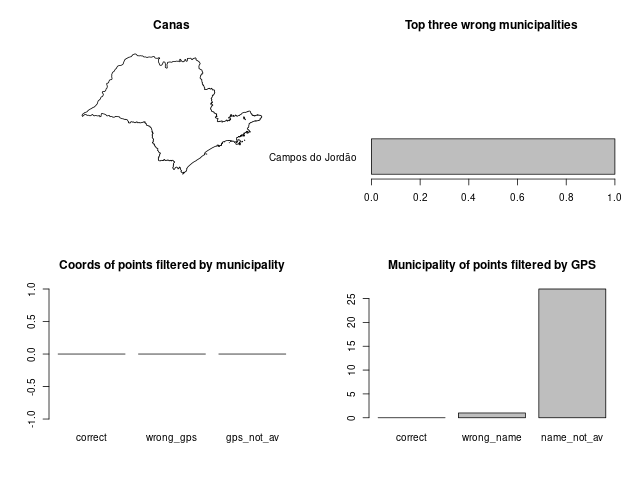 Canas
Top three wrong municipalities
Campos do Jordão
0.0 0.2 0.4 0.6 0.8 1.0
Coords of points filtered by municipality
1.0
0.5
0.0
-0.5
-1.0
correct wrong_gps gps_not_av
Municipality of points filtered by GPS
25
20
15
10
5
0
correct wrong_name name_not_av